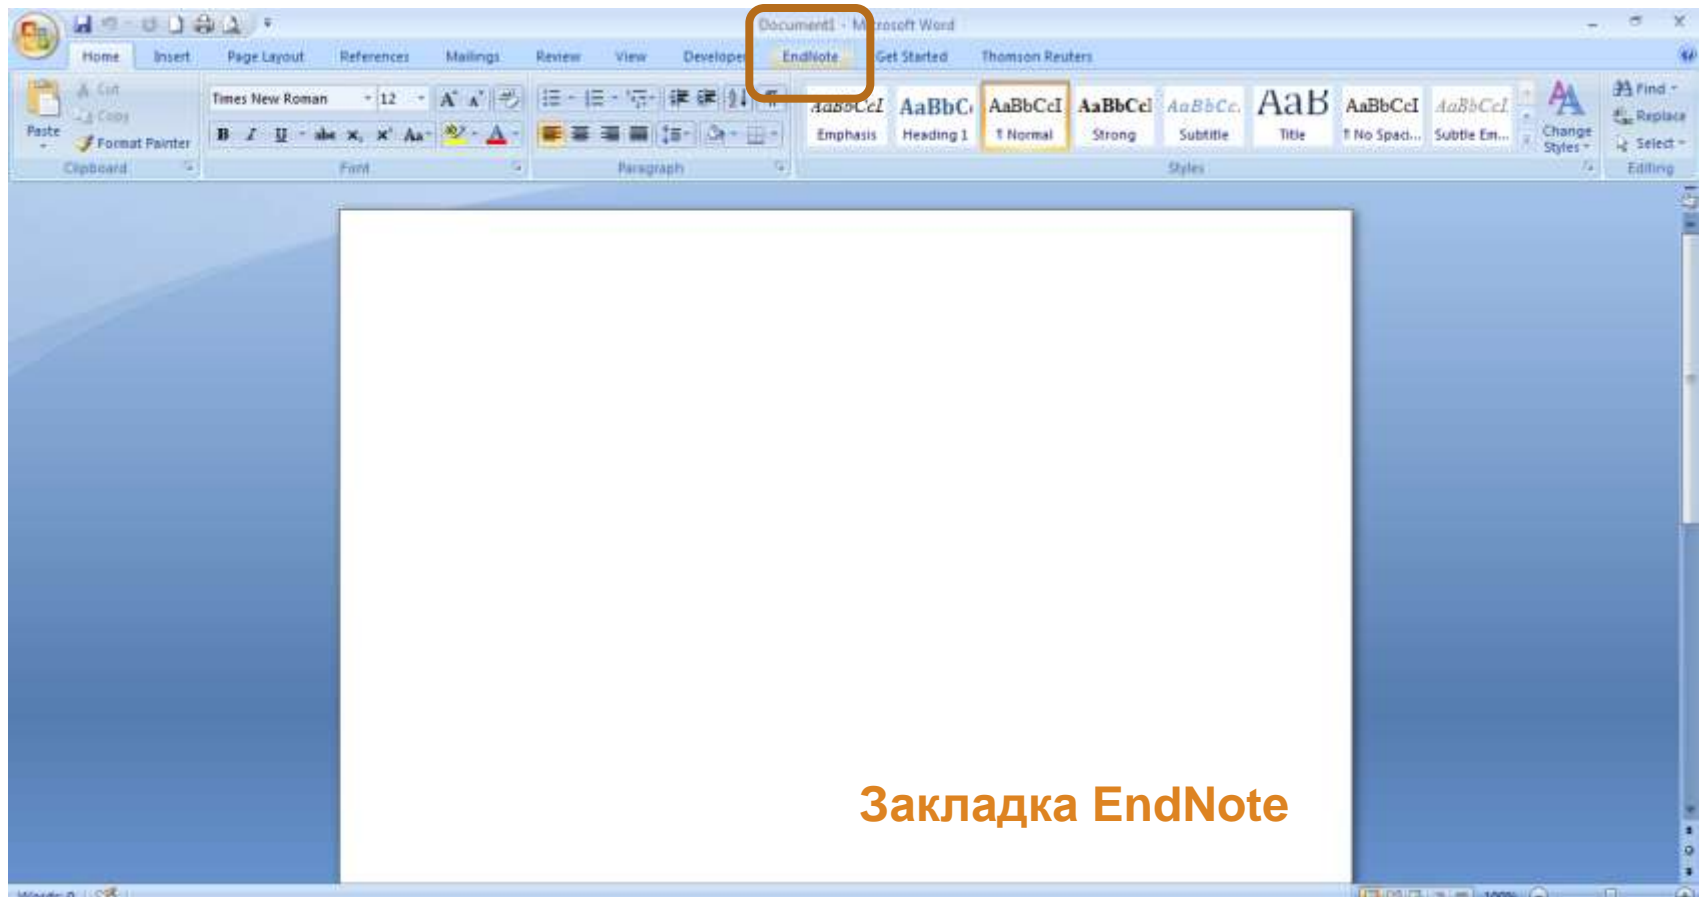 Document1 - Microsoft Word
Home Insert Page Layout References Mailings Review View Developer EndNote Get Started Thomson Reuters
Cut
Copy
Paste
Format Painter
Clipboard
Times New Roman 12
Font
Paragraph
AaBbCcI AaBbC AaBbCcI AaBbCcI AaBbCc. AaB AaBbCcI AaBbCcI
Emphasis Heading 1 ¶ Normal Strong Subtitle Title ¶ No Spaci... Subtle Em...
Change
Styles
Styles
Find
Replace
Select
Editing
Закладка EndNote
Words: 0
100%